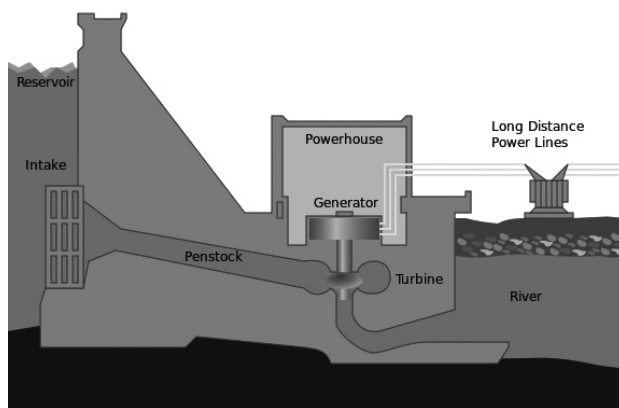 Reservoir
Intake
Penstock
Powerhouse
Generator
Turbine
Long Distance
Power Lines
River